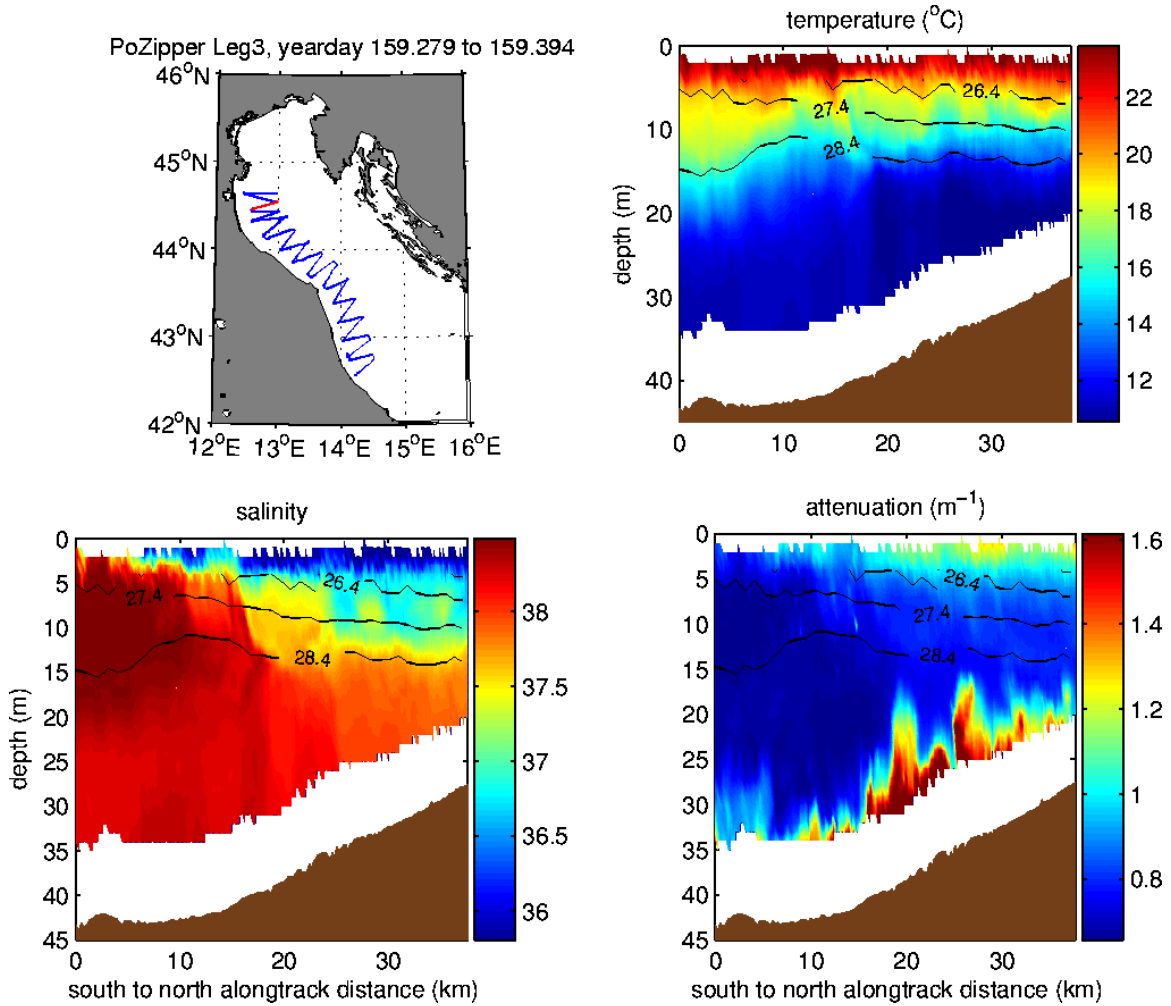 PoZipper Leg3, yearday 159.279 to 159.394
46°N
45°N
44°N
43°N
42°N
12°E 13°E 14°E 15°E 16°E
temperature (°C)
0
10
20
30
40
depth (m)
26.4
27.4
28.4
0 10 20 30
22
20
18
16
14
12
salinity
0
5
10
15
20
25
30
35
40
45
depth (m)
26.4
27.4
28.4
0 10 20 30
south to north alongtrack distance (km)
38
37.5
37
36.5
36
attenuation (m⁻¹)
0
5
10
15
20
25
30
35
40
45
26.4
27.4
28.4
0 10 20 30
south to north alongtrack distance (km)
1.6
1.4
1.2
1
0.8